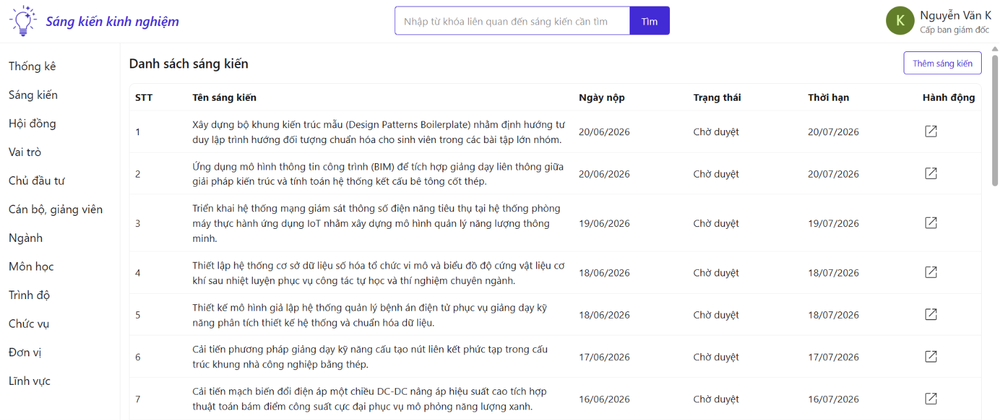 Sáng kiến kinh nghiệm
Nhập từ khóa liên quan đến sáng kiến cần tìm
Tìm
K
Nguyễn Văn K
Cấp ban giám đốc
Thống kê
Sáng kiến
Hội đồng
Vai trò
Chủ đầu tư
Cán bộ, giảng viên
Ngành
Môn học
Trình độ
Chức vụ
Đơn vị
Lĩnh vực
Danh sách sáng kiến
Thêm sáng kiến
STT Tên sáng kiến Ngày nộp Trạng thái Thời hạn Hành động
Xây dựng bộ khung kiến trúc mẫu (Design Patterns Boilerplate) nhằm định hướng tư
1 duy lập trình hướng đối tượng chuẩn hóa cho sinh viên trong các bài tập lớn nhóm. 20/06/2026 Chờ duyệt 20/07/2026
Ứng dụng mô hình thông tin công trình (BIM) để tích hợp giảng dạy liên thông giữa
2 giải pháp kiến trúc và tính toán hệ thống kết cấu bê tông cốt thép. 20/06/2026 Chờ duyệt 20/07/2026
Triển khai hệ thống mạng giám sát thông số điện năng tiêu thụ tại hệ thống phòng
3 máy thực hành ứng dụng IoT nhằm xây dựng mô hình quản lý năng lượng thông 19/06/2026 Chờ duyệt 19/07/2026
minh.
Thiết lập hệ thống cơ sở dữ liệu số hóa tổ chức vi mô và biểu đồ độ cứng vật liệu cơ
4 khí sau nhiệt luyện phục vụ công tác tự học và thí nghiệm chuyên ngành. 18/06/2026 Chờ duyệt 18/07/2026
Thiết kế mô hình giả lập hệ thống quản lý bệnh án điện tử phục vụ giảng dạy kỹ
5 năng phân tích thiết kế hệ thống và chuẩn hóa dữ liệu. 18/06/2026 Chờ duyệt 18/07/2026
Cải tiến phương pháp giảng dạy kỹ năng cấu tạo nút liên kết phức tạp trong cấu
6 trúc khung nhà công nghiệp bằng thép. 17/06/2026 Chờ duyệt 17/07/2026
Cải tiến mạch biến đổi điện áp một chiều DC-DC nâng áp hiệu suất cao tích hợp
7 thuật toán bám điểm công suất cực đại phục vụ mô phỏng năng lượng xanh. 16/06/2026 Chờ duyệt 16/07/2026